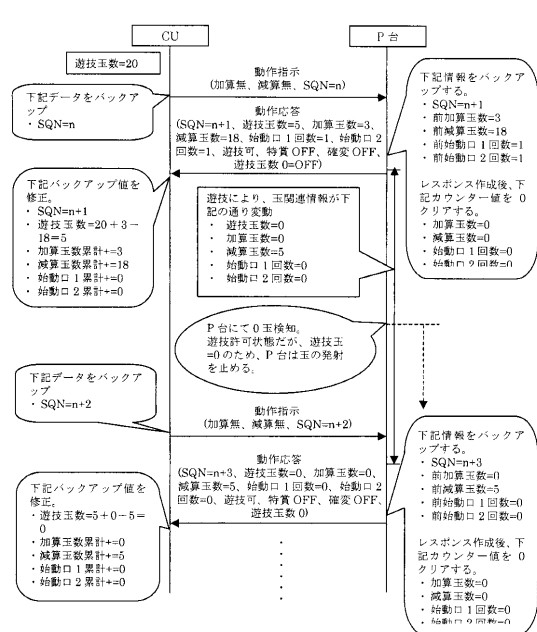 CU
P 台
遊技玉数=20
動作指示
(加算無、減算無、SQN=n)
下記データをバックア
ップ
・ SQN=n
下記情報をバックア
ップする。
・ SQN=n+1
・ 前加算玉数=3
・ 前減算玉数=18
・ 前始動口 1 回数=1
・ 前始動口 2 回数=1
レスポンス作成後、下
記カウンター値を 0
クリアする。
・ 加算玉数=0
・ 減算玉数=0
・ 始動口 1 回数=0
・ 始動口 2 回数=0
動作応答
(SQN=n+1、遊技玉数=5、加算玉数=3、
減算玉数=18、始動口 1 回数=1、始動口 2
回数=1、遊技可、特賞 OFF、確変 OFF、
遊技玉数 0=OFF)
下記バックアップ値を
修正。
・ SQN=n+1
・ 遊技玉数=20+3－
18=5
・ 加算玉数累計+=3
・ 減算玉数累計+=18
・ 始動口 1 累計+=0
・ 始動口 2 累計+=0
遊技により、玉関連情報が下
記の通り変動
・ 遊技玉数=0
・ 加算玉数=0
・ 減算玉数=5
・ 始動口 1 回数=0
・ 始動口 2 回数=0
P 台にて 0 玉検知。
遊技許可状態だが、遊技玉
=0 のため、P 台は玉の発射
を止める。
下記データをバックア
ップ
・ SQN=n+2
動作指示
(加算無、減算無、SQN=n+2)
下記情報をバックア
ップする。
・ SQN=n+3
・ 前加算玉数=0
・ 前減算玉数=5
・ 前始動口 1 回数=0
・ 前始動口 2 回数=0
レスポンス作成後、下
記カウンター値を 0
クリアする。
・ 加算玉数=0
・ 減算玉数=0
・ 始動口 1 回数=0
・ 始動口 2 回数=0
動作応答
(SQN=n+3、遊技玉数=0、加算玉数=0、
減算玉数=5、始動口 1 回数=0、始動口 2
回数=0、遊技可、特賞 OFF、確変 OFF、
遊技玉数 0)
下記バックアップ値を
修正。
・遊技玉数=5+0－5=
0
・ 加算玉数累計+=0
・ 減算玉数累計+=5
・ 始動口 1 累計+=0
・ 始動口 2 累計+=0